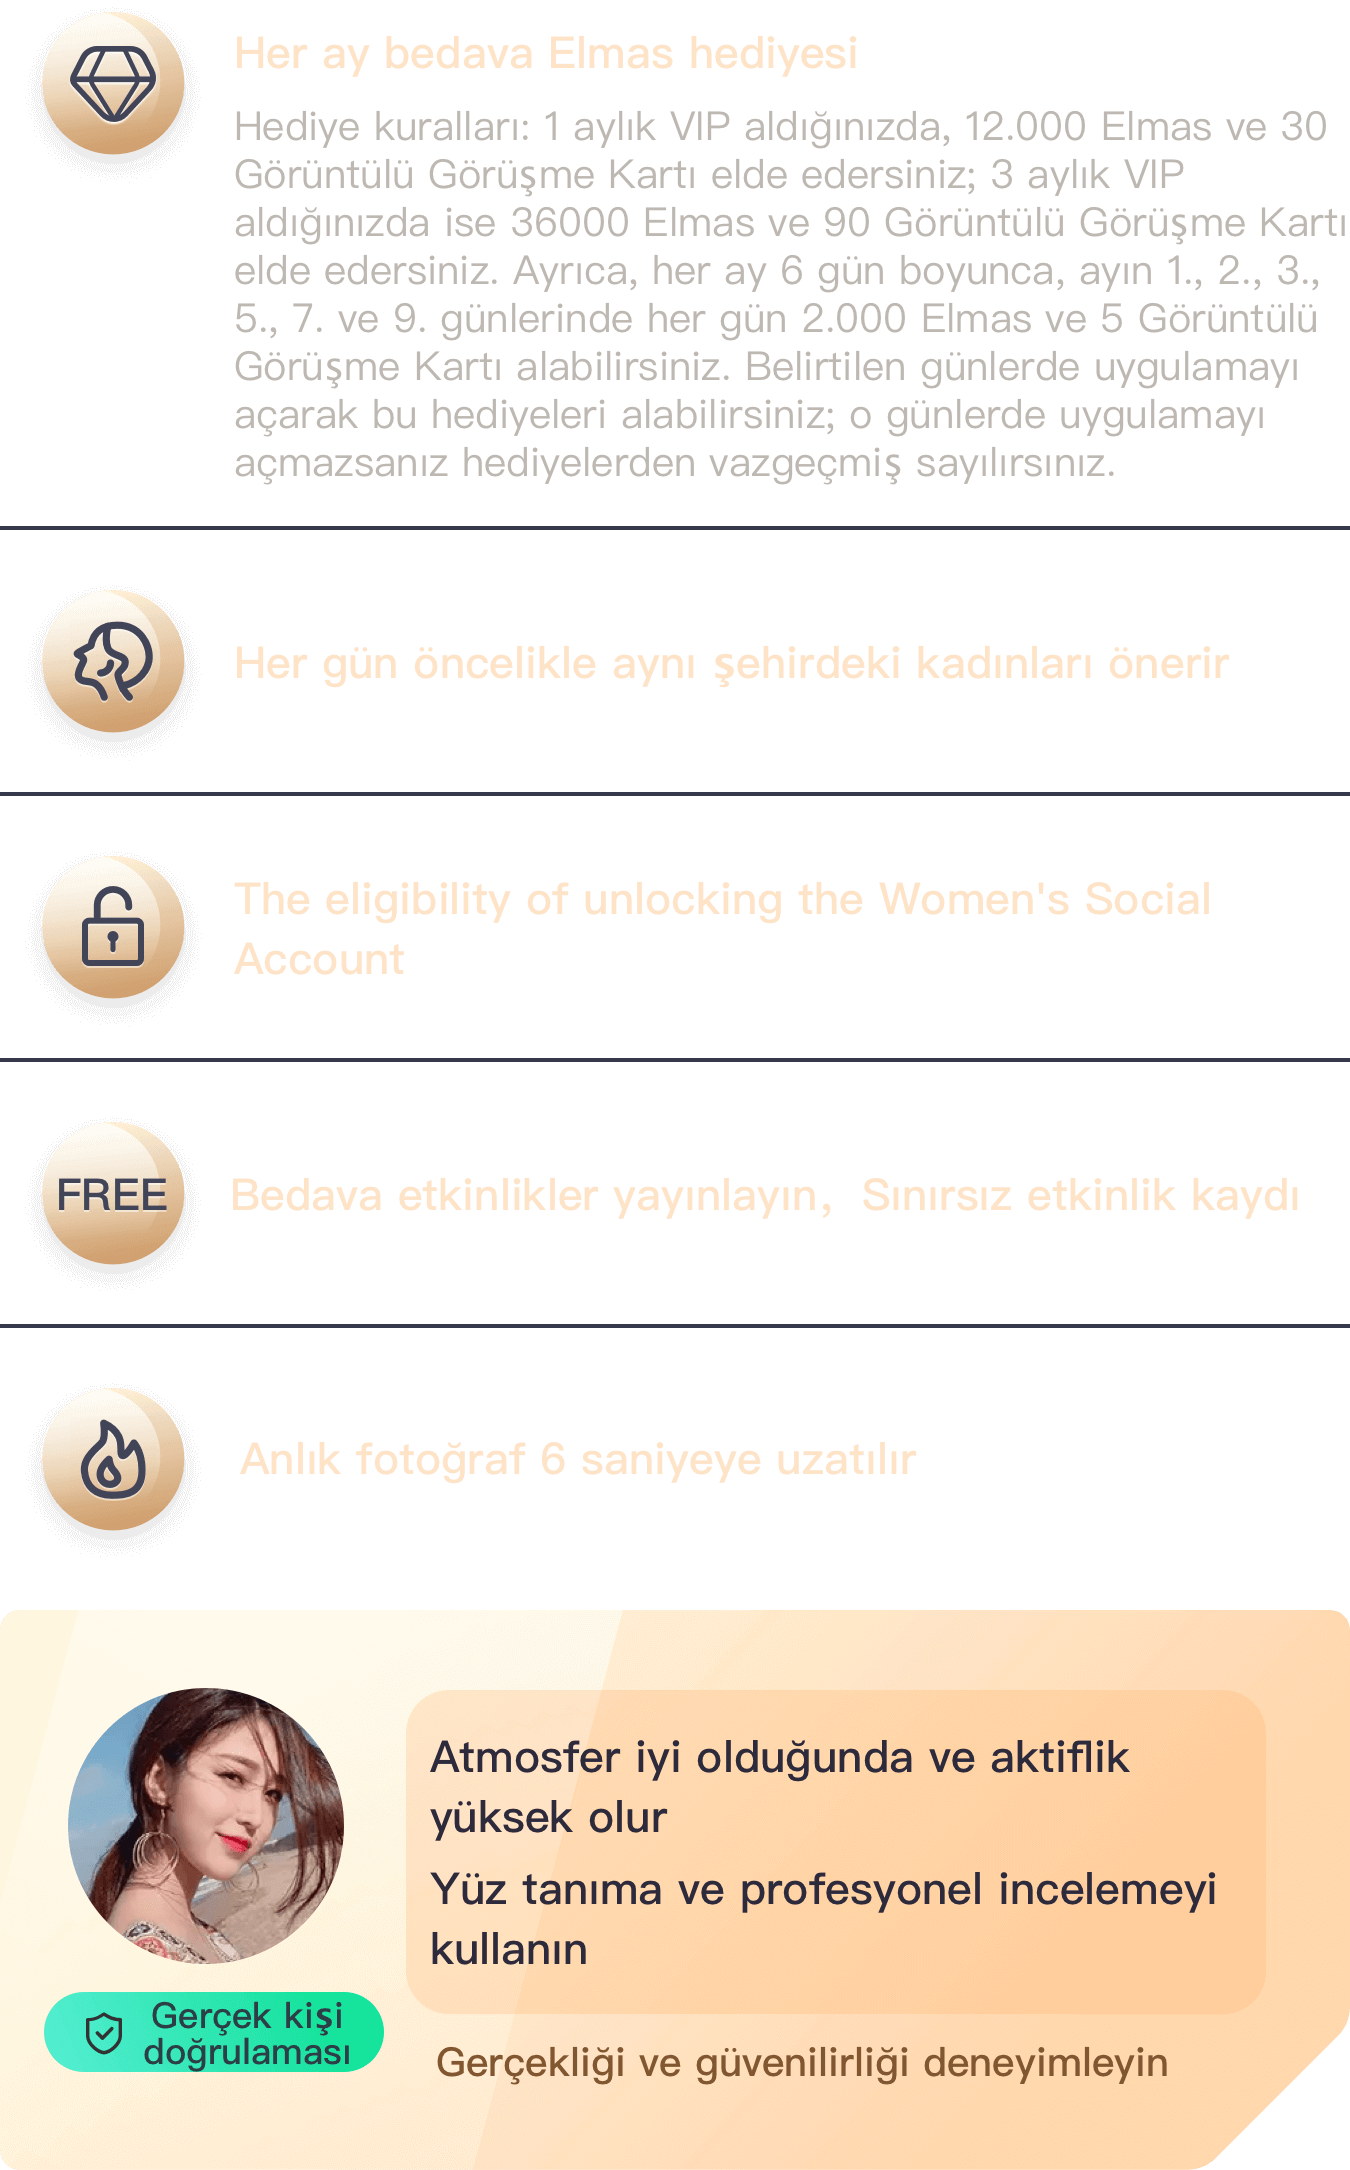 Her ay bedava Elmas hediyesi
Hediye kuralları: 1 aylık VIP aldığınızda, 12.000 Elmas ve 30
Görüntülü Görüşme Kartı elde edersiniz; 3 aylık VIP
aldığınızda ise 36000 Elmas ve 90 Görüntülü Görüşme Kartı
elde edersiniz. Ayrıca, her ay 6 gün boyunca, ayın 1., 2., 3.,
5., 7. ve 9. günlerinde her gün 2.000 Elmas ve 5 Görüntülü
Görüşme Kartı alabilirsiniz. Belirtilen günlerde uygulamayı
açarak bu hediyeleri alabilirsiniz; o günlerde uygulamayı
açmazsanız hediyelerden vazgeçmiş sayılırsınız.
Her gün öncelikle aynı şehirdeki kadınları önerir
The eligibility of unlocking the Women's Social
Account
FREE
Bedava etkinlikler yayınlayın，Sınırsız etkinlik kaydı
Anlık fotoğraf 6 saniyeye uzatılır
Atmosfer iyi olduğunda ve aktiflik
yüksek olur
Yüz tanıma ve profesyonel incelemeyi
kullanın
Gerçek kişi
doğrulaması
Gerçekliği ve güvenilirliği deneyimleyin